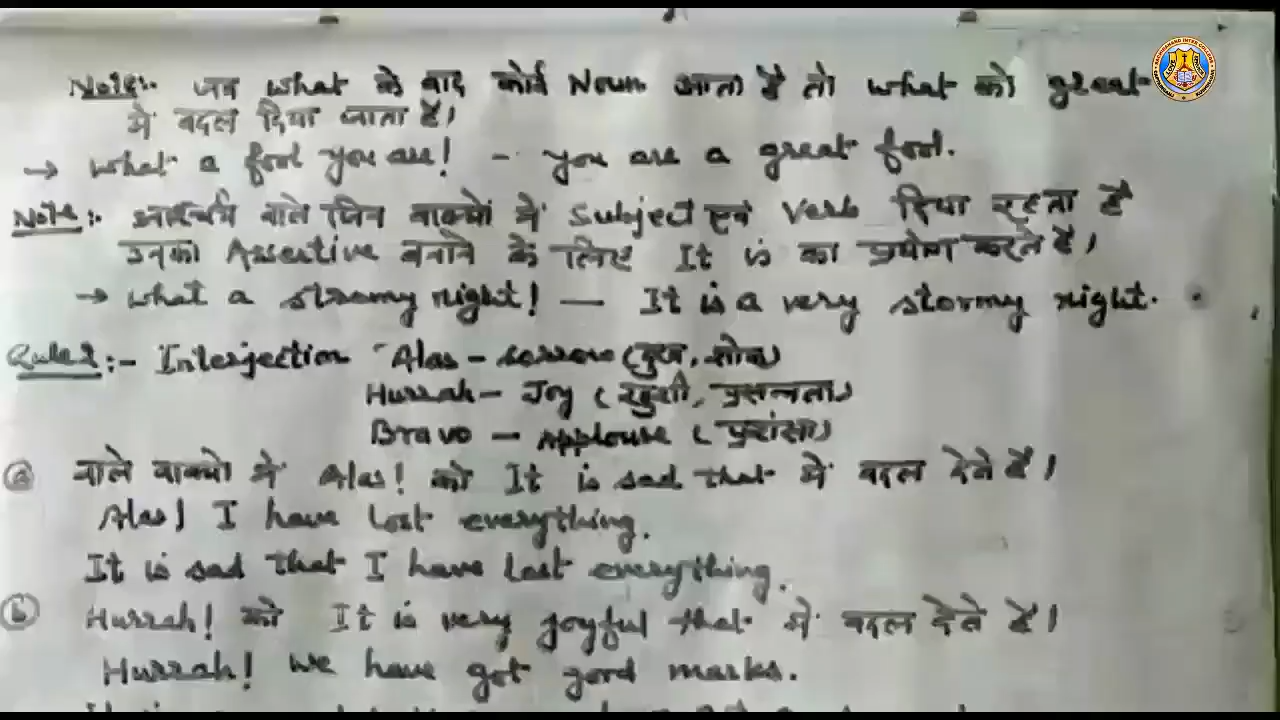 Note:- जब what के बाद कोई Noun आता है तो what को great
में बदल दिया जाता है।
→ what a fool you are! - you are a great fool.
Note:- आश्चर्य वाले जिन वाक्यों में Subject एवं Verb दिया रहता है
उनको Assertive बनाने के लिए It is का प्रयोग करते है।
→ what a stromy night! — It is a very stormy night.
Rule 2:- Interjection Alas - sorrow (दुख, शोक)
Hurrah - Joy (खुशी, प्रसन्नता)
Bravo - Applouse (प्रशंसा)
(a) वाले वाक्यो में Alas! को It is sad that में बदल देते है।
Alas! I have lost everything.
It is sad that I have last everything.
(b) Hurrah! को It is very joyful that में बदल देते है।
Hurrah! we have got good marks.